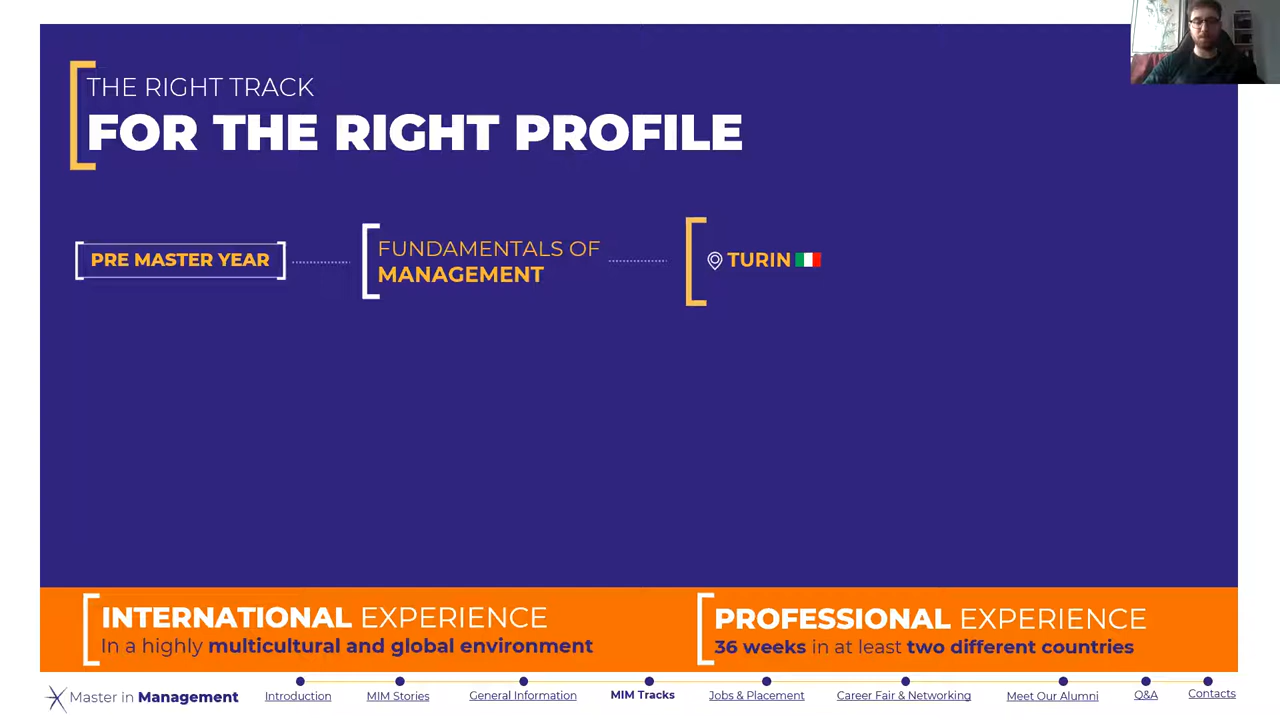 THE RIGHT TRACK
FOR THE RIGHT PROFILE
PRE MASTER YEAR
FUNDAMENTALS OF
MANAGEMENT
TURIN
INTERNATIONAL EXPERIENCE
In a highly multicultural and global environment
PROFESSIONAL EXPERIENCE
36 weeks in at least two different countries
Master in Management
Introduction
MIM Stories
General Information
MIM Tracks
Jobs & Placement
Career Fair & Networking
Meet Our Alumni
Q&A
Contacts